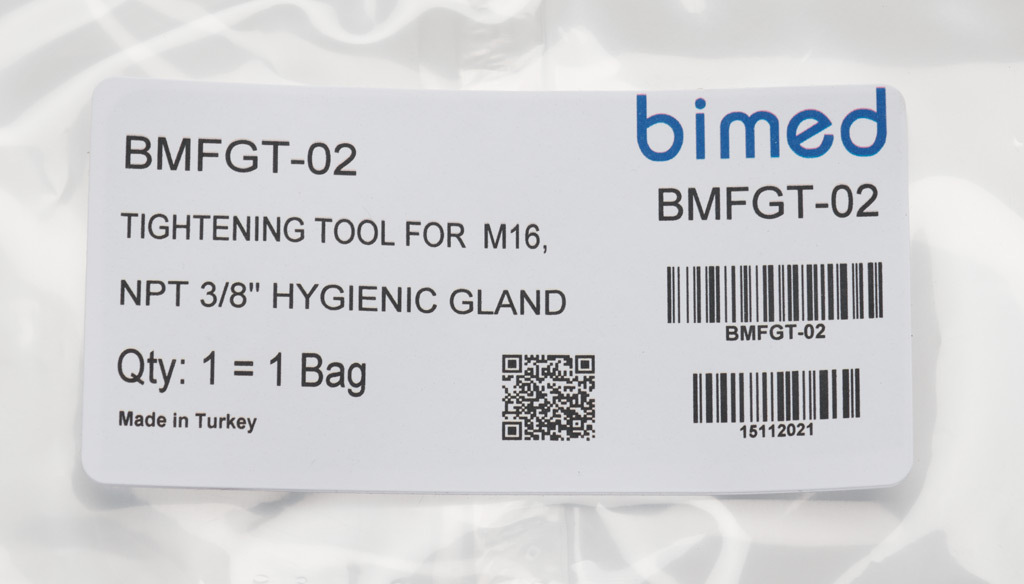 BMFGT-02
TIGHTENING TOOL FOR M16,
NPT 3/8" HYGIENIC GLAND
Qty: 1 = 1 Bag
Made in Turkey
bimed
BMFGT-02
BMFGT-02
15112021